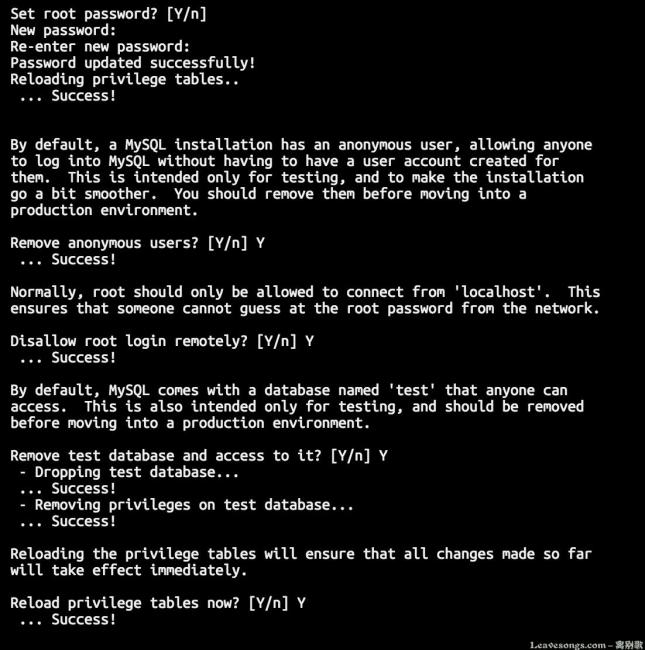 Set root password? [Y/n]
New password:
Re-enter new password:
Password updated successfully!
Reloading privilege tables..
 ... Success!
By default, a MySQL installation has an anonymous user, allowing anyone
to log into MySQL without having to have a user account created for
them.  This is intended only for testing, and to make the installation
go a bit smoother.  You should remove them before moving into a
production environment.
Remove anonymous users? [Y/n] Y
 ... Success!
Normally, root should only be allowed to connect from 'localhost'.  This
ensures that someone cannot guess at the root password from the network.
Disallow root login remotely? [Y/n] Y
 ... Success!
By default, MySQL comes with a database named 'test' that anyone can
access.  This is also intended only for testing, and should be removed
before moving into a production environment.
Remove test database and access to it? [Y/n] Y
 - Dropping test database...
 ... Success!
 - Removing privileges on test database...
 ... Success!
Reloading the privilege tables will ensure that all changes made so far
will take effect immediately.
Reload privilege tables now? [Y/n] Y
 ... Success!
Leavesongs.com – 离别歌